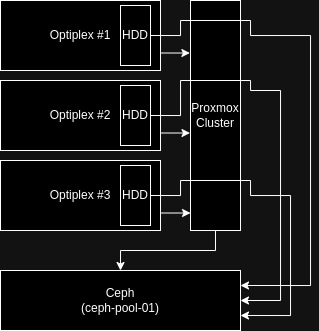 Optiplex #1
HDD
Optiplex #2
HDD
Proxmox
Cluster
Optiplex #3
HDD
Ceph
(ceph-pool-01)